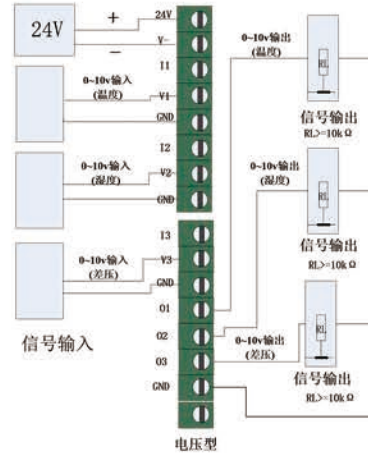 24V
+
−
24V
V-
I1
0~10v输入
(温度)
V1
GND
I2
0~10v输入
(湿度)
V2
GND
I3
0~10v输入
(差压)
V3
GND
O1
O2
O3
GND
信号输入
电压型
0~10v输出
(温度)
RL
信号输出
RL>=10kΩ
0~10v输出
(湿度)
RL
信号输出
RL>=10kΩ
0~10v输出
(差压)
RL
信号输出
RL>=10kΩ